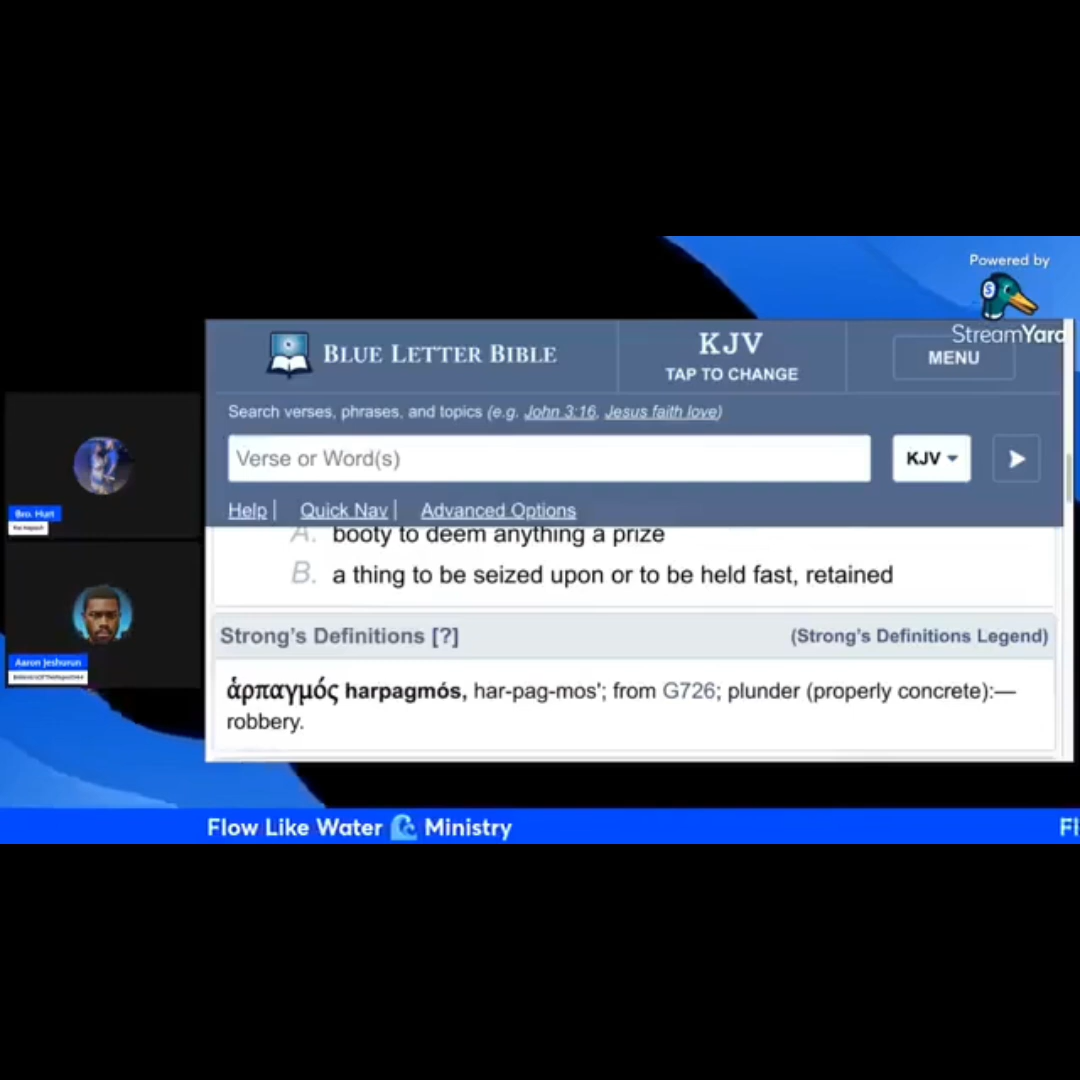 Powered by
StreamYard
BLUE LETTER BIBLE
KJV
TAP TO CHANGE
MENU
Search verses, phrases, and topics (e.g. John 3:16, Jesus faith love)
Verse or Word(s)
KJV
Help| Quick Nav| Advanced Options
A. booty to deem anything a prize
B. a thing to be seized upon or to be held fast, retained
Strong's Definitions [?]
(Strong's Definitions Legend)
ἁρπαγμός harpagmós, har-pag-mos'; from G726; plunder (properly concrete):—
robbery.
Bro. Hurt
Aaron Jeshurun
Flow Like Water 🌊 Ministry
Fl